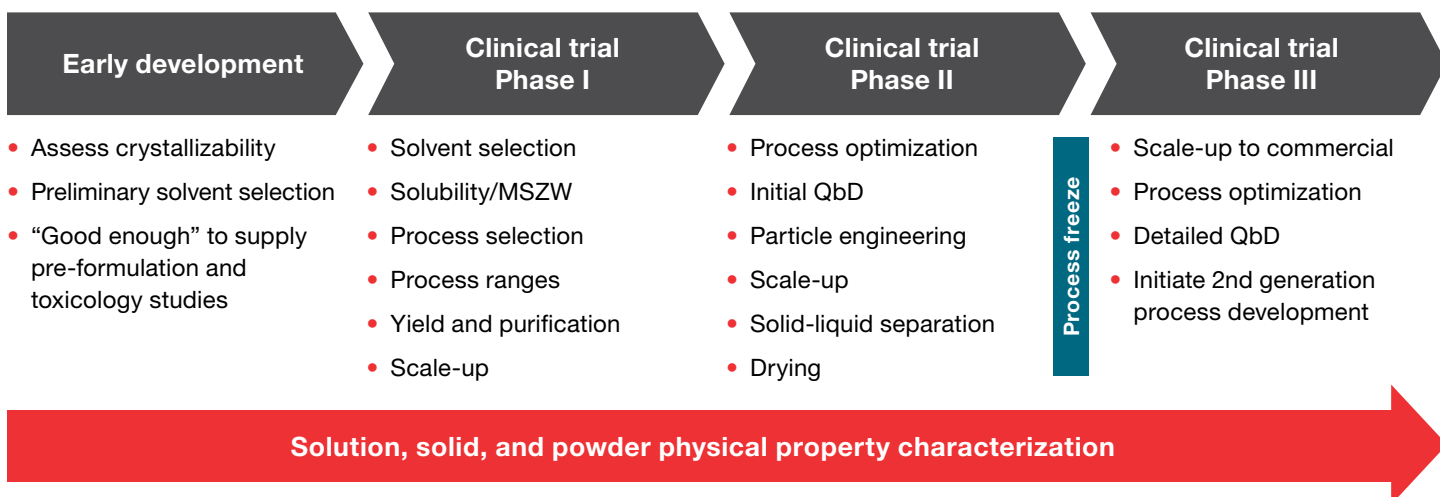 Early development
Clinical trial
Phase I
Clinical trial
Phase II
Clinical trial
Phase III
• Assess crystallizability
• Preliminary solvent selection
• “Good enough” to supply
pre-formulation and
toxicology studies
• Solvent selection
• Solubility/MSZW
• Process selection
• Process ranges
• Yield and purification
• Scale-up
• Process optimization
• Initial QbD
• Particle engineering
• Scale-up
• Solid-liquid separation
• Drying
Process freeze
• Scale-up to commercial
• Process optimization
• Detailed QbD
• Initiate 2nd generation
process development
Solution, solid, and powder physical property characterization